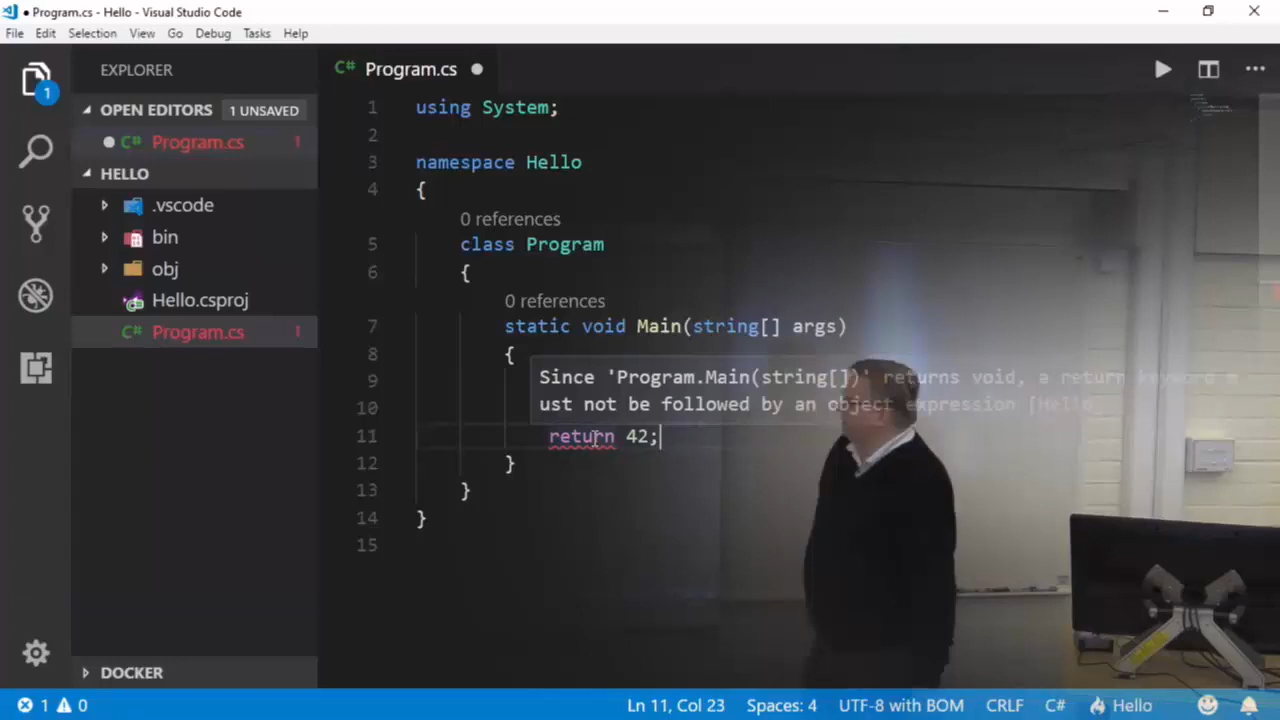 Program.cs - Hello - Visual Studio Code
File Edit Selection View Go Debug Tasks Help
EXPLORER
OPEN EDITORS 1 UNSAVED
Program.cs 1
HELLO
.vscode
bin
obj
Hello.csproj
Program.cs 1
DOCKER
1
C# Program.cs
1 using System;
2
3 namespace Hello
4 {
0 references
5 class Program
6 {
0 references
7 static void Main(string[] args)
8 {
9 Since 'Program.Main(string[])' returns void, a return keyword m
10 ust not be followed by an object expression [Hello
11 return 42;
12 }
13 }
14 }
15
1 0 Ln 11, Col 23 Spaces: 4 UTF-8 with BOM CRLF C# Hello